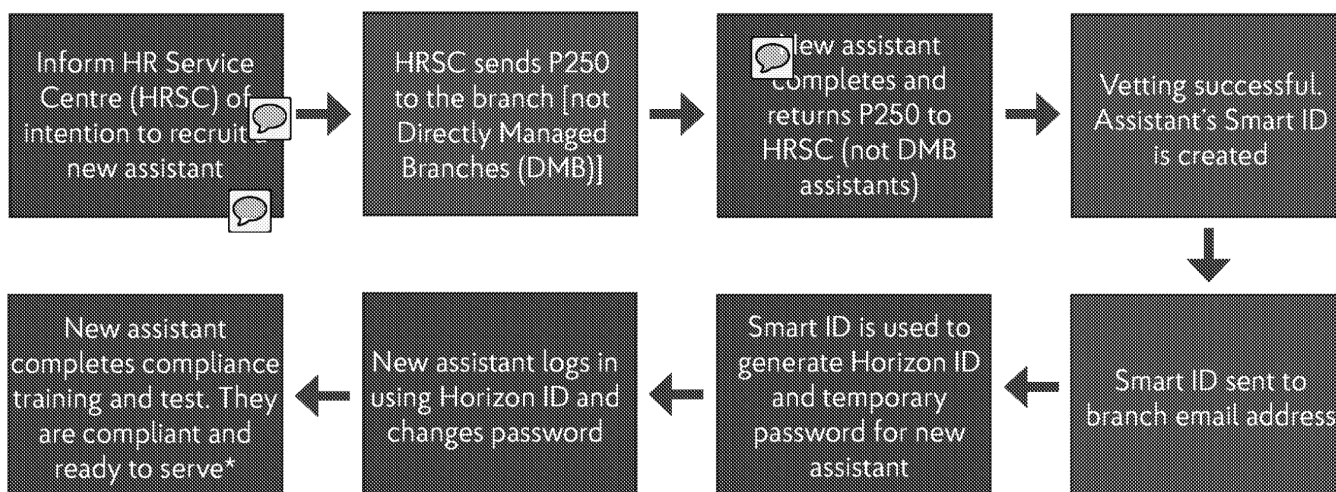 Inform HR Service
Centre (HRSC) of
intention to recruit a
new assistant
HRSC sends P250
to the branch [not
Directly Managed
Branches (DMB)]
New assistant
completes and
returns P250 to
HRSC (not DMB
assistants)
Vetting successful.
Assistant's Smart ID
is created
Smart ID sent to
branch email address
Smart ID is used to
generate Horizon ID
and temporary
password for new
assistant
New assistant logs in
using Horizon ID and
changes password
New assistant
completes compliance
training and test. They
are compliant and
ready to serve*